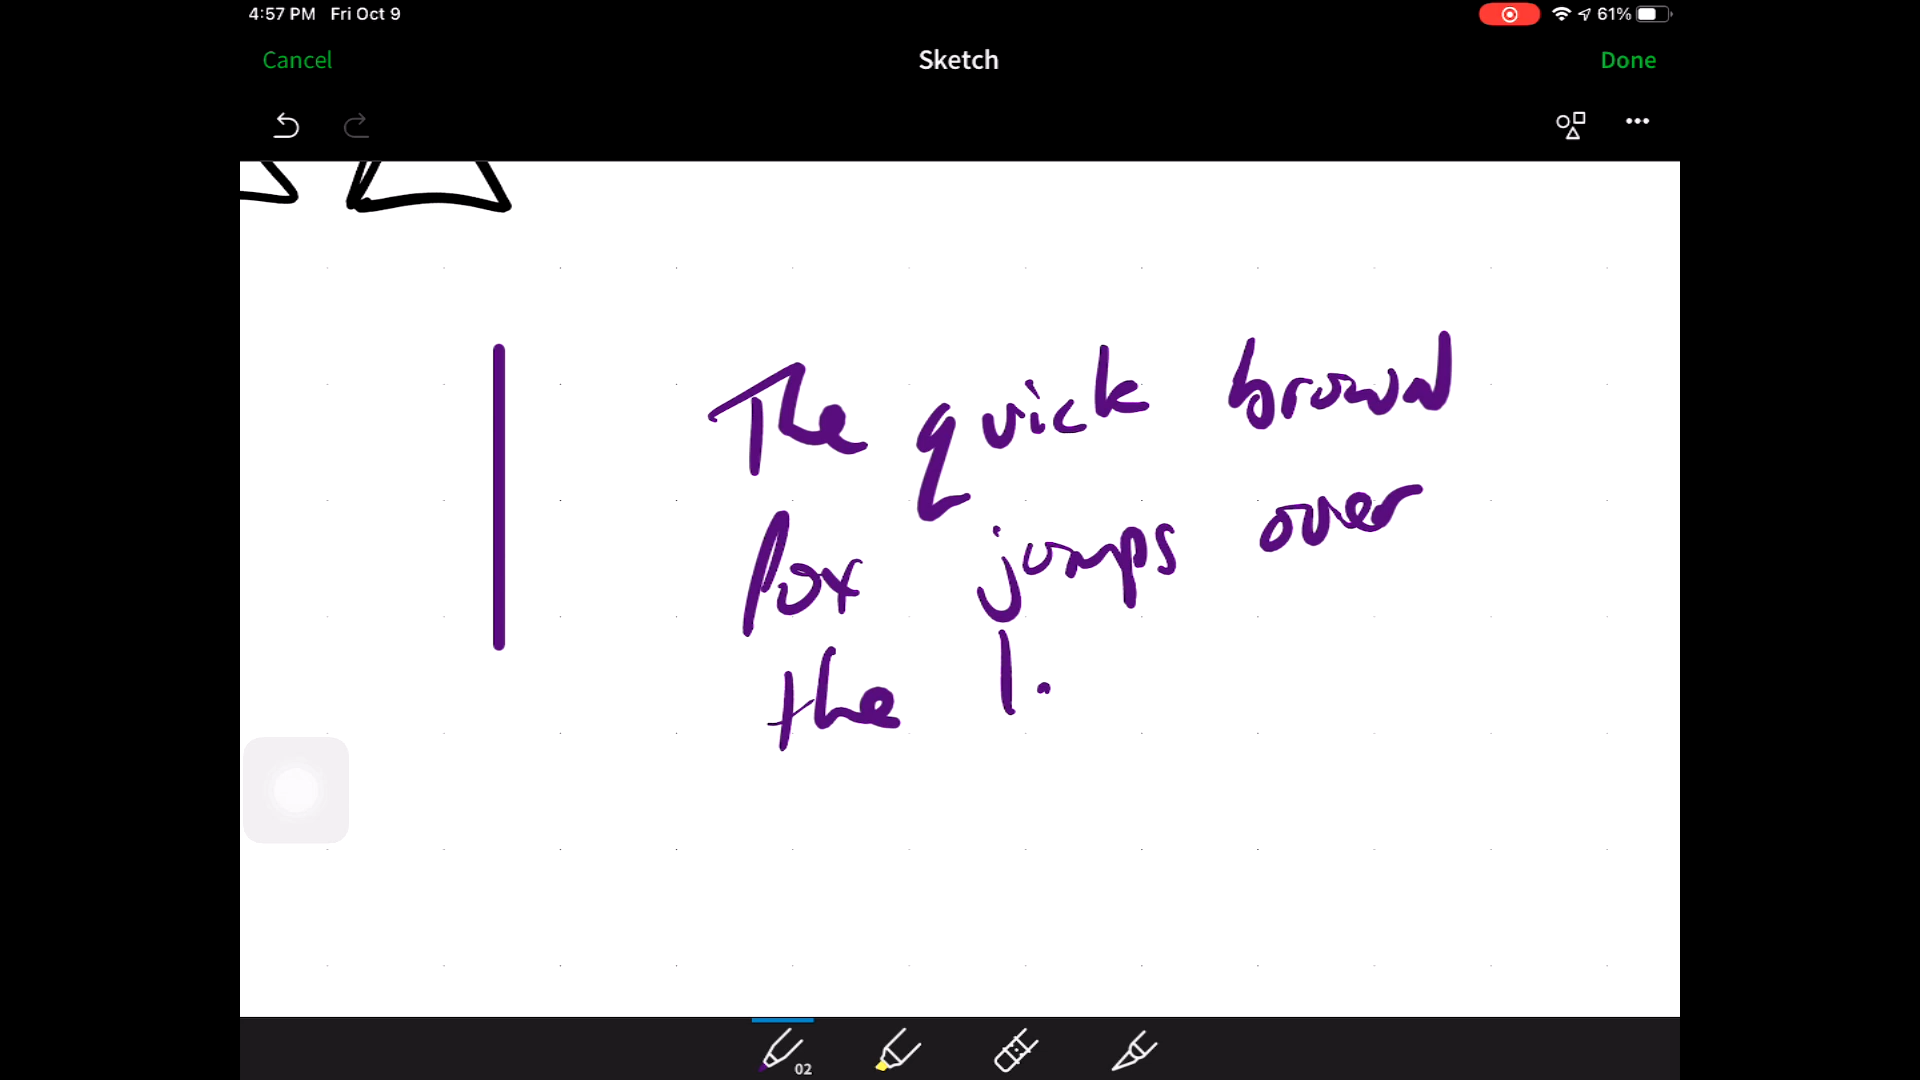 4:57 PM Fri Oct 9 61%
Cancel Sketch Done
The quick brown
fox jumps over
the l.
02